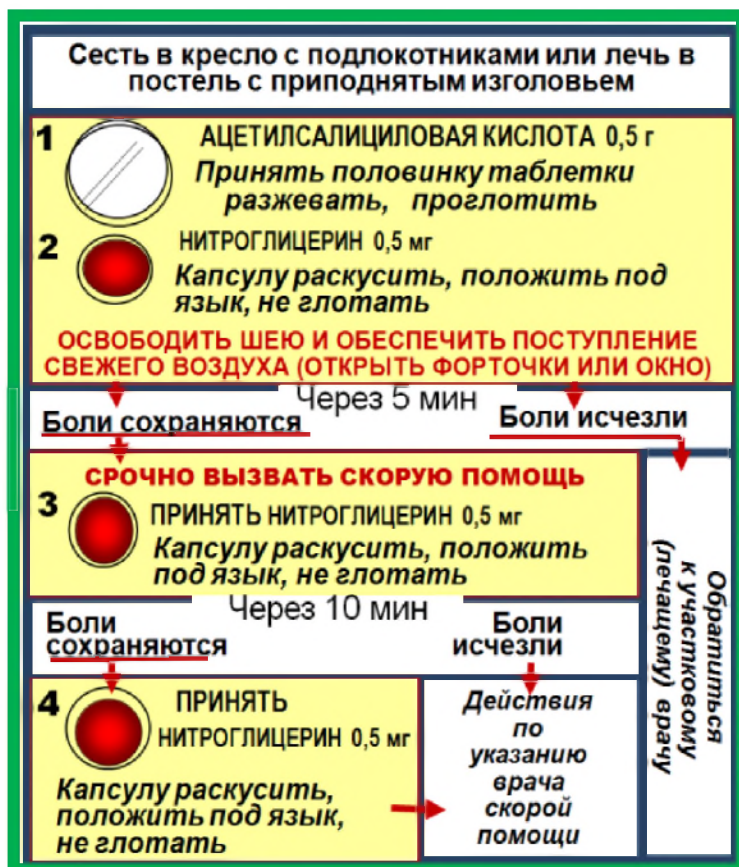 Сесть в кресло с подлокотниками или лечь в
постель с приподнятым изголовьем
1
АЦЕТИЛСАЛИЦИЛОВАЯ КИСЛОТА 0,5 г
Принять половинку таблетки
разжевать, проглотить
2
НИТРОГЛИЦЕРИН 0,5 мг
Капсулу раскусить, положить под
язык, не глотать
ОСВОБОДИТЬ ШЕЮ И ОБЕСПЕЧИТЬ ПОСТУПЛЕНИЕ
СВЕЖЕГО ВОЗДУХА (ОТКРЫТЬ ФОРТОЧКИ ИЛИ ОКНО)
Через 5 мин
Боли сохраняются
Боли исчезли
СРОЧНО ВЫЗВАТЬ СКОРУЮ ПОМОЩЬ
3
ПРИНЯТЬ НИТРОГЛИЦЕРИН 0,5 мг
Капсулу раскусить, положить
под язык, не глотать
Обратиться
к участковому
(лечащему) врачу
Через 10 мин
Боли
сохраняются
Боли
исчезли
4
ПРИНЯТЬ
НИТРОГЛИЦЕРИН 0,5 мг
Капсулу раскусить,
положить под язык,
не глотать
Действия
по
указанию
врача
скорой
помощи